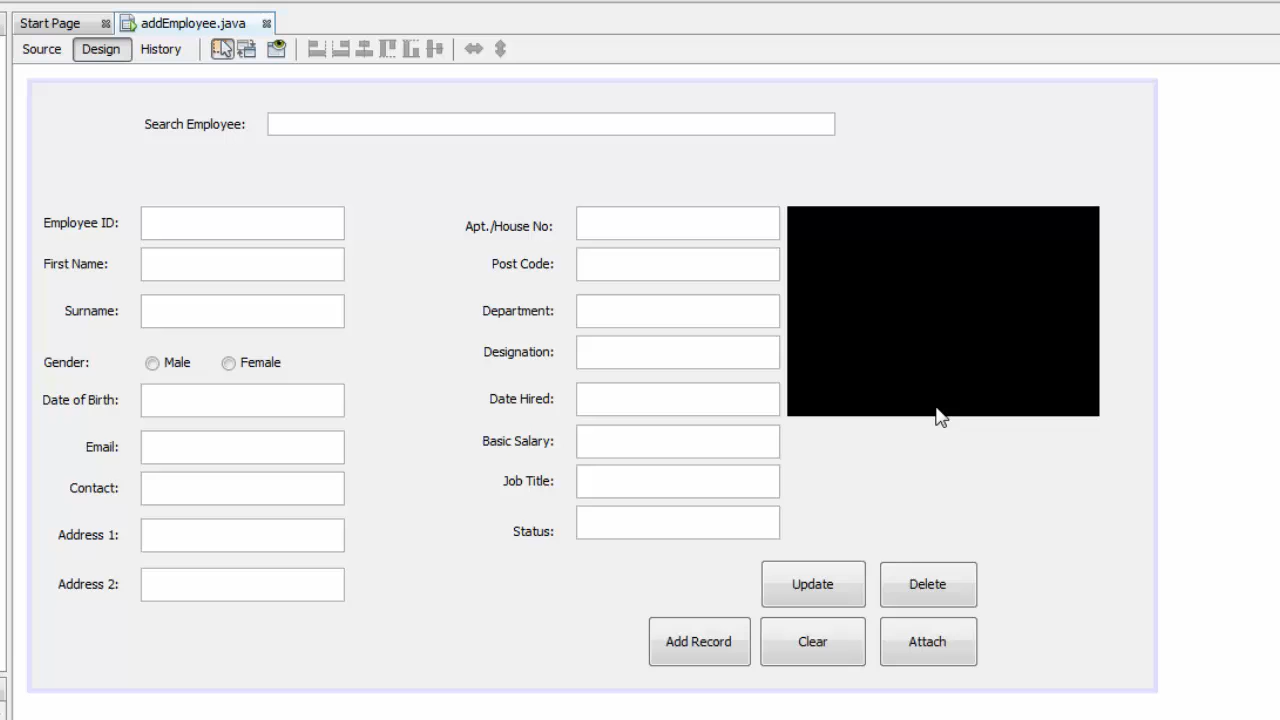 Start Page addEmployee.java
Source Design History
Search Employee:
Employee ID:
First Name:
Surname:
Gender: Male Female
Date of Birth:
Email:
Contact:
Address 1:
Address 2:
Apt./House No:
Post Code:
Department:
Designation:
Date Hired:
Basic Salary:
Job Title:
Status:
Update Delete
Add Record Clear Attach